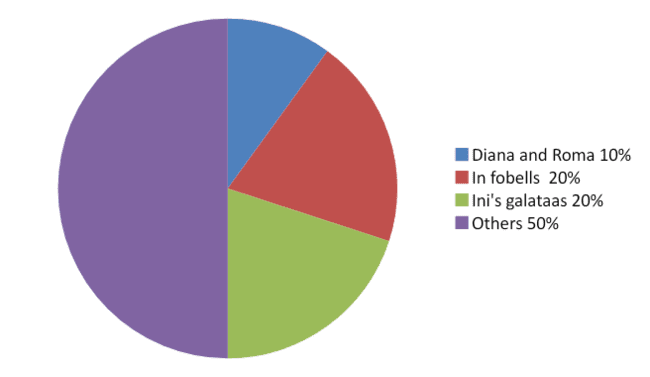 Diana and Roma 10%
In fobells  20%
Ini's galataas 20%
Others 50%